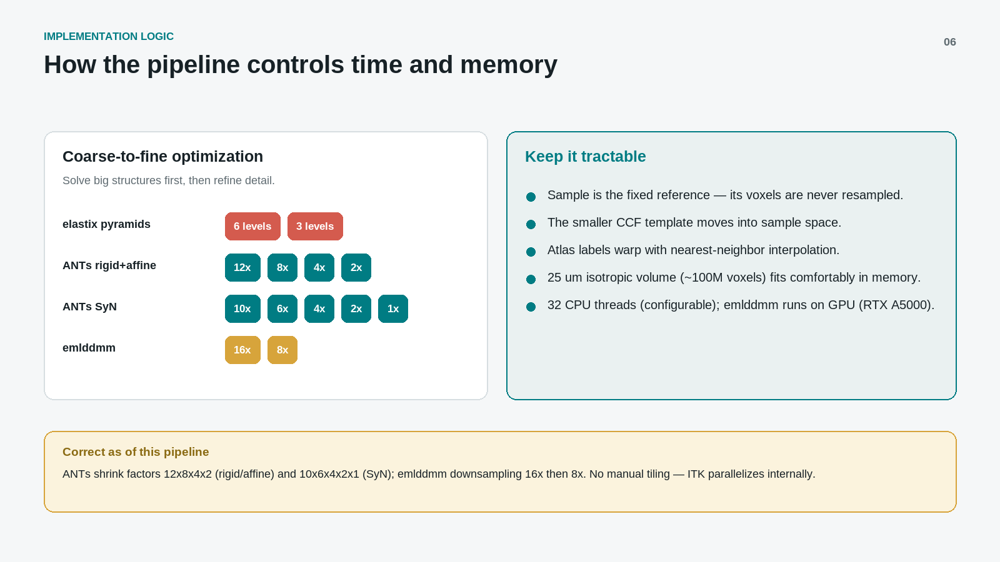 IMPLEMENTATION LOGIC
06
How the pipeline controls time and memory
Coarse-to-fine optimization
Solve big structures first, then refine detail.
elastix pyramids
6 levels
3 levels
ANTs rigid+affine
12x
8x
4x
2x
ANTs SyN
10x
6x
4x
2x
1x
emlddmm
16x
8x
Keep it tractable
Sample is the fixed reference — its voxels are never resampled.
The smaller CCF template moves into sample space.
Atlas labels warp with nearest-neighbor interpolation.
25 um isotropic volume (~100M voxels) fits comfortably in memory.
32 CPU threads (configurable); emlddmm runs on GPU (RTX A5000).
Correct as of this pipeline
ANTs shrink factors 12x8x4x2 (rigid/affine) and 10x6x4x2x1 (SyN); emlddmm downsampling 16x then 8x. No manual tiling — ITK parallelizes internally.